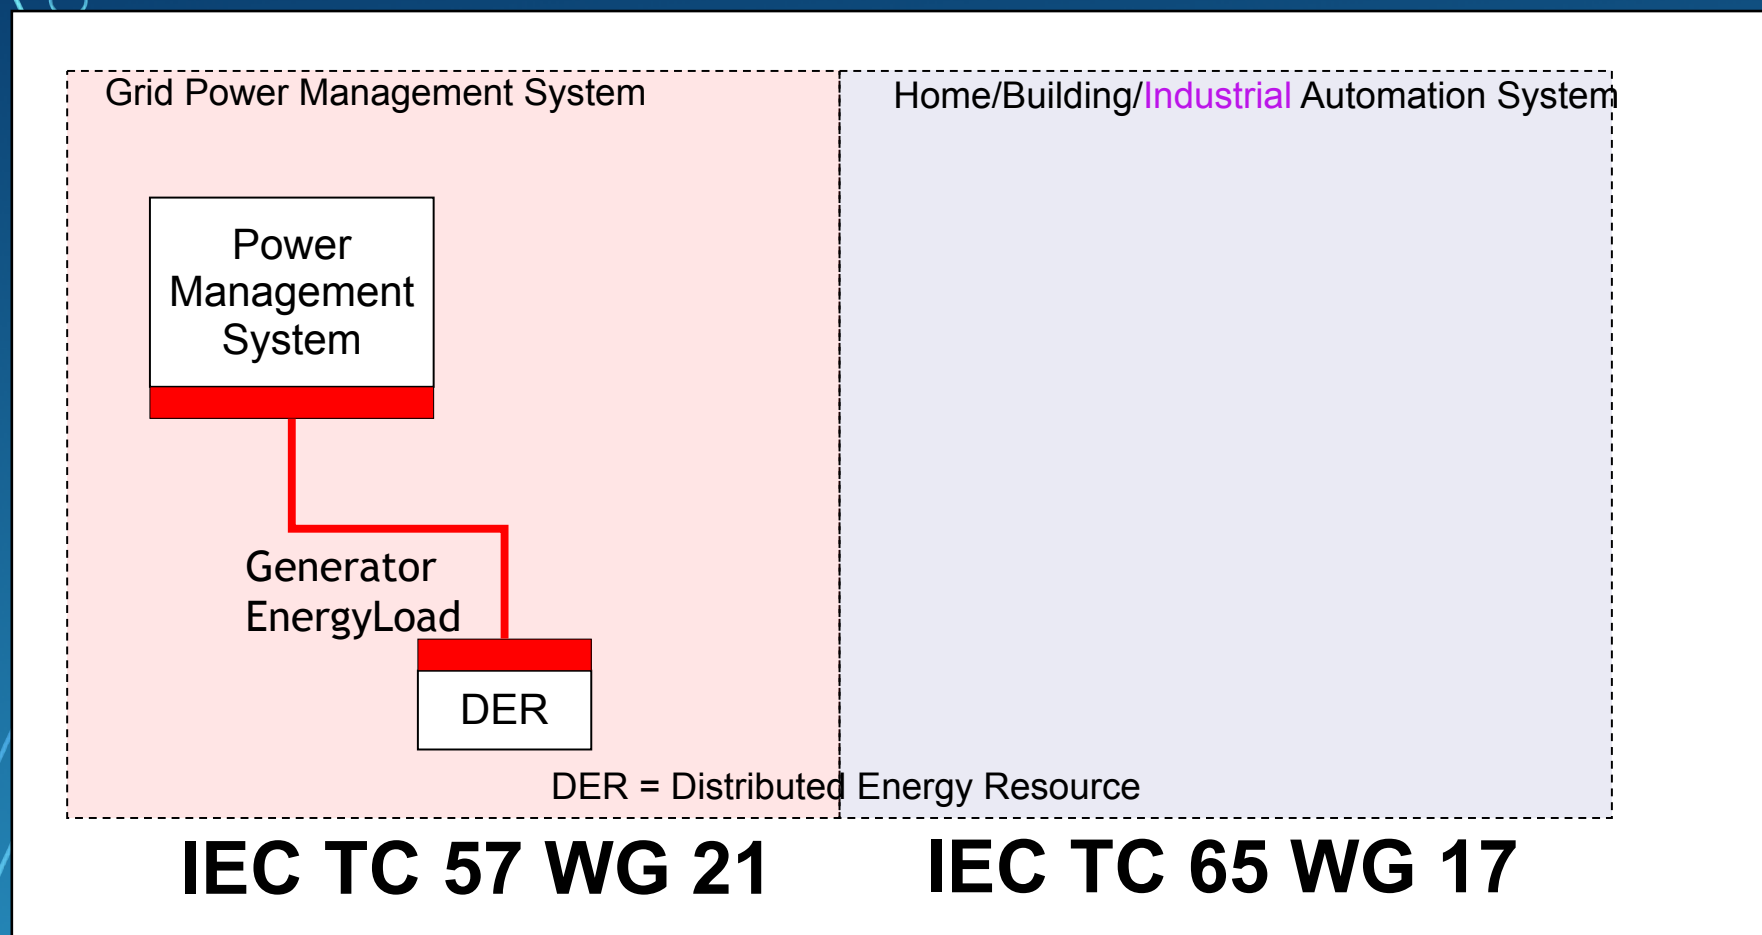 Grid Power Management System
Home/Building/Industrial Automation System
Power
Management
System
Generator
EnergyLoad
DER
DER = Distributed Energy Resource
IEC TC 57 WG 21
IEC TC 65 WG 17